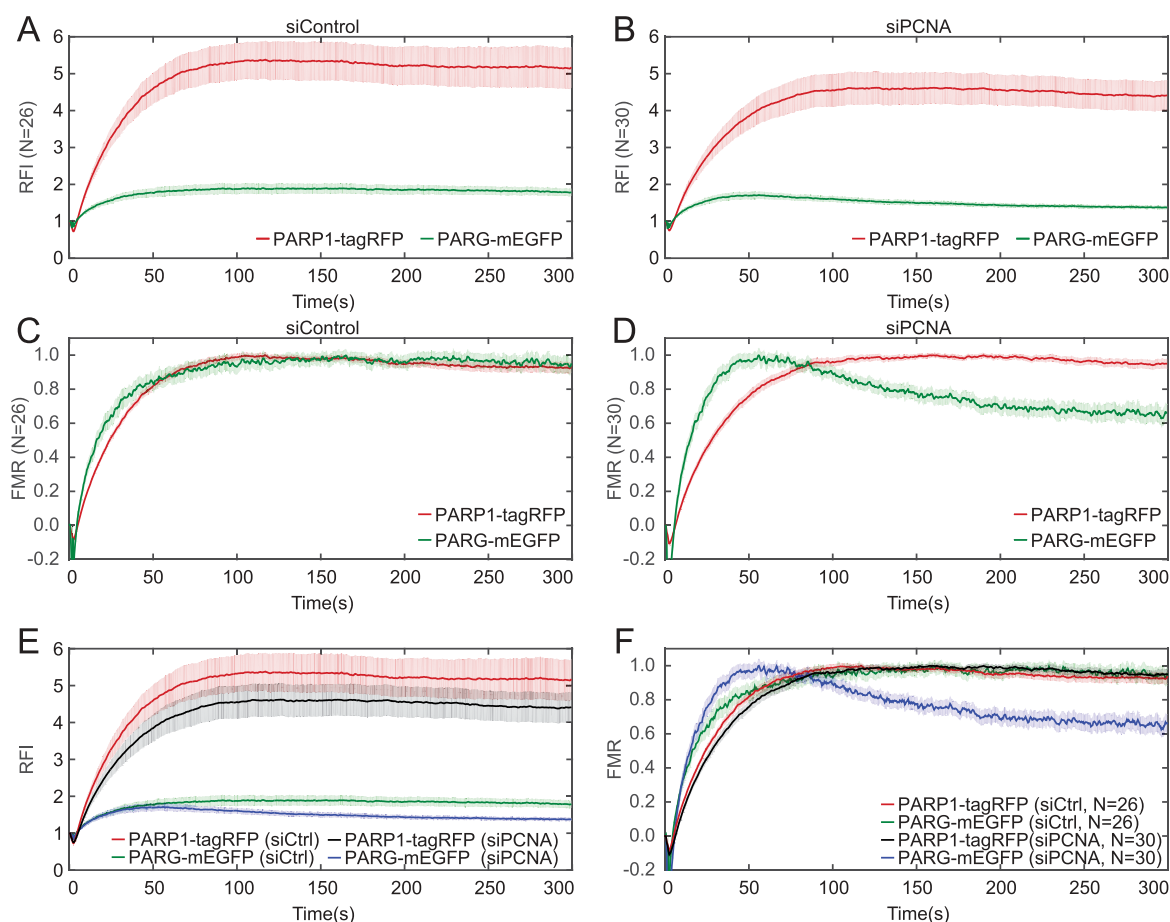 A
siControl
RFI (N=26)
6
5
4
3
2
1
0
PARP1-tagRFP PARG-mEGFP
0 50 100 150 200 250 300
Time(s)
B
siPCNA
RFI (N=30)
6
5
4
3
2
1
0
PARP1-tagRFP PARG-mEGFP
0 50 100 150 200 250 300
Time(s)
C
siControl
FMR (N=26)
1.0
0.8
0.6
0.4
0.2
0.0
-0.2
PARP1-tagRFP
PARG-mEGFP
0 50 100 150 200 250 300
Time(s)
D
siPCNA
FMR (N=30)
1.0
0.8
0.6
0.4
0.2
0.0
-0.2
PARP1-tagRFP
PARG-mEGFP
0 50 100 150 200 250 300
Time(s)
E
RFI
6
5
4
3
2
1
0
PARP1-tagRFP (siCtrl) PARP1-tagRFP (siPCNA)
PARG-mEGFP (siCtrl) PARG-mEGFP (siPCNA)
0 50 100 150 200 250 300
Time(s)
F
FMR
1.0
0.8
0.6
0.4
0.2
0.0
-0.2
PARP1-tagRFP (siCtrl, N=26)
PARG-mEGFP (siCtrl, N=26)
PARP1-tagRFP(siPCNA, N=30)
PARG-mEGFP (siPCNA, N=30)
0 50 100 150 200 250 300
Time(s)